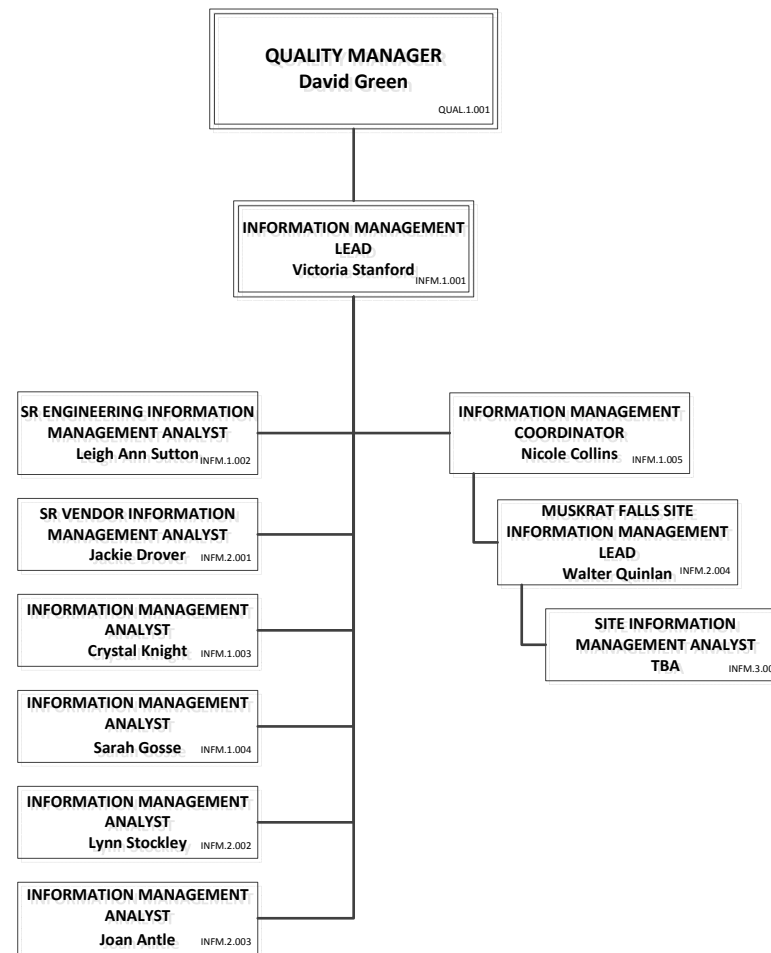 QUALITY MANAGER
David Green
QUAL.1.001
INFORMATION MANAGEMENT
LEAD
Victoria Stanford
INFM.1.001
SR ENGINEERING INFORMATION
MANAGEMENT ANALYST
Leigh Ann Sutton
INFM.1.002
SR VENDOR INFORMATION
MANAGEMENT ANALYST
Jackie Drover
INFM.2.001
INFORMATION MANAGEMENT
ANALYST
Crystal Knight
INFM.1.003
INFORMATION MANAGEMENT
ANALYST
Sarah Gosse
INFM.1.004
INFORMATION MANAGEMENT
ANALYST
Lynn Stockley
INFM.2.002
INFORMATION MANAGEMENT
ANALYST
Joan Antle
INFM.2.003
INFORMATION MANAGEMENT
COORDINATOR
Nicole Collins
INFM.1.005
MUSKRAT FALLS SITE
INFORMATION MANAGEMENT
LEAD
Walter Quinlan
INFM.2.004
SITE INFORMATION
MANAGEMENT ANALYST
TBA